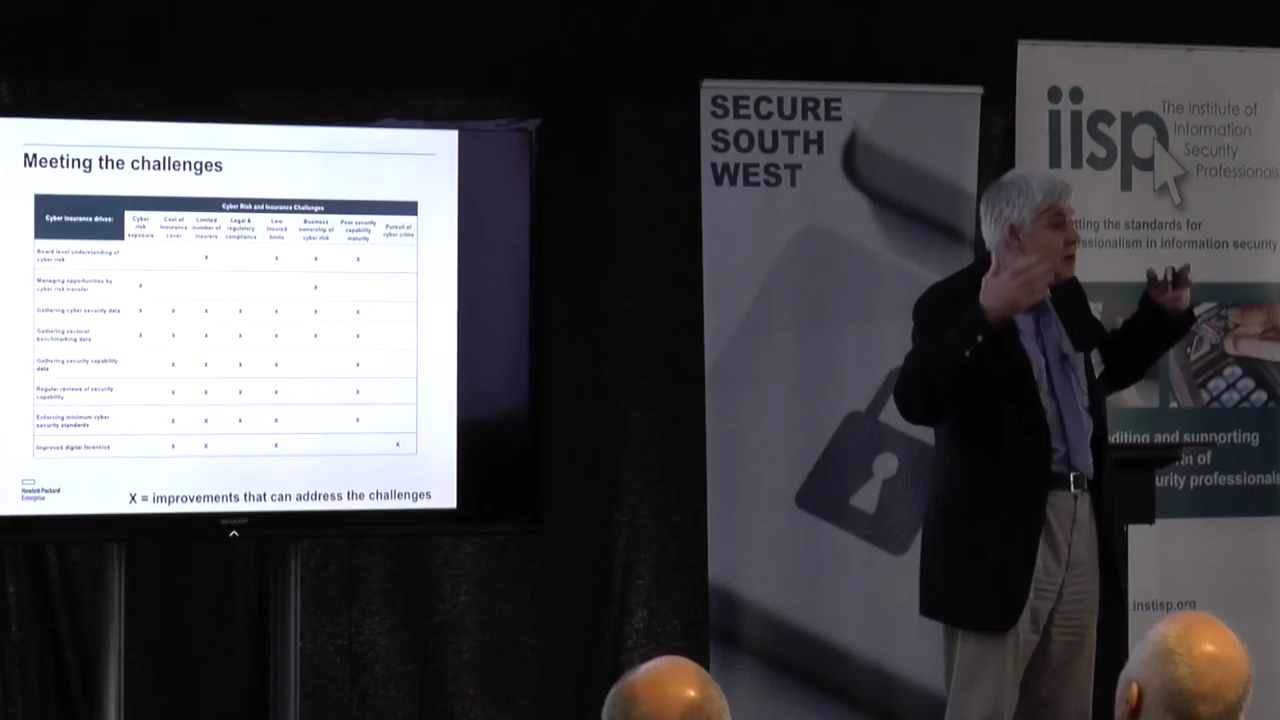 Meeting the challenges
Cyber Risk and Insurance Challenges
Cyber insurance drives:
Cyber
risk
exposure
Cost of
insurance
cover
Limited
number of
insurers
Legal &
regulatory
compliance
Low
insured
limits
Business
ownership of
cyber risk
Poor security
capability
maturity
Pursuit of
cyber crime
Board level understanding of
cyber risk
x x x x
Managing opportunities by
cyber risk transfer
x x
Gathering cyber security data
x x x x x x x
Gathering sectoral
benchmarking data
x x x x x x x
Gathering security capability
data
x x x x x
Regular reviews of security
capability
x x x x x
Enforcing minimum cyber
security standards
x x x x x
Improved digital forensics
x x x x
Hewlett Packard
Enterprise
X = improvements that can address the challenges
SHARP
SECURE
SOUTH
WEST
iisp
The Institute of
Information
Security
Professionals
tting the standards for
essionalism in information security
diting and supporting
of
urity professionals
.instisp.org